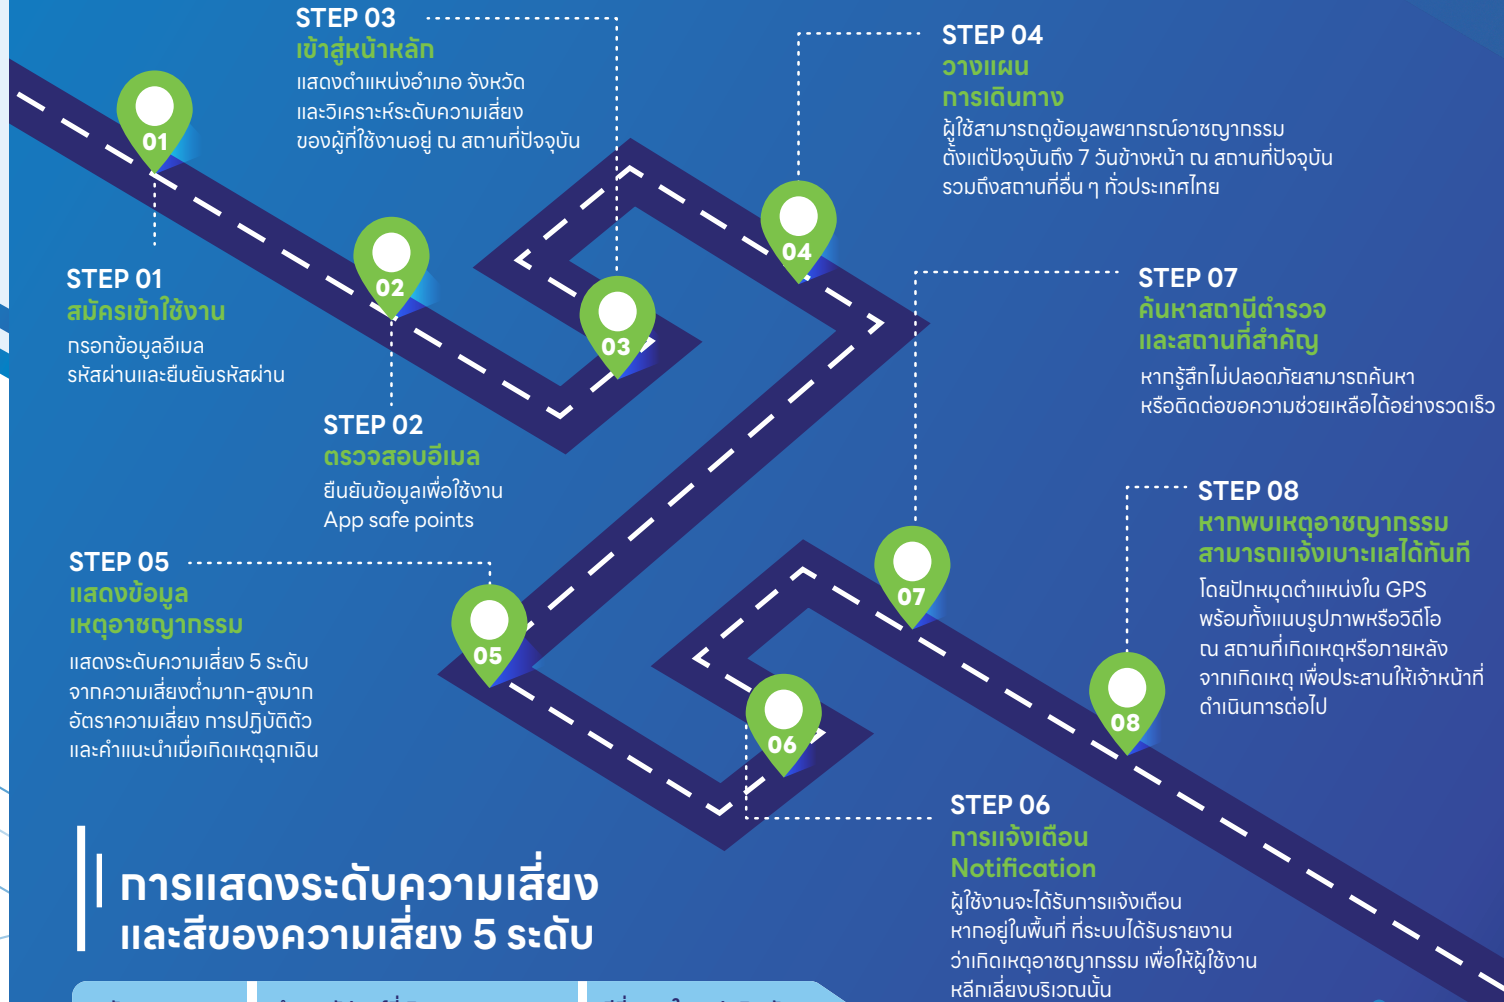 STEP 03
เข้าสู่หน้าหลัก
แสดงตำแหน่งอำเภอ จังหวัด
และวิเคราะห์ระดับความเสี่ยง
ของผู้ที่ใช้งานอยู่ ณ สถานที่ปัจจุบัน
STEP 04
วางแผน
การเดินทาง
ผู้ใช้สามารถดูข้อมูลพยากรณ์อาชญากรรม
ตั้งแต่ปัจจุบันถึง 7 วันข้างหน้า ณ สถานที่ปัจจุบัน
รวมถึงสถานที่อื่น ๆ ทั่วประเทศไทย
01
02
03
04
STEP 01
สมัครเข้าใช้งาน
กรอกข้อมูลอีเมล
รหัสผ่านและยืนยันรหัสผ่าน
STEP 07
ค้นหาสถานีตำรวจ
และสถานที่สำคัญ
หากรู้สึกไม่ปลอดภัยสามารถค้นหา
หรือติดต่อขอความช่วยเหลือได้อย่างรวดเร็ว
STEP 02
ตรวจสอบอีเมล
ยืนยันข้อมูลเพื่อใช้งาน
App safe points
STEP 08
หากพบเหตุอาชญากรรม
สามารถแจ้งเบาะแสได้ทันที
โดยปักหมุดตำแหน่งใน GPS
พร้อมทั้งแนบรูปภาพหรือวิดีโอ
ณ สถานที่เกิดเหตุหรือภายหลัง
จากเกิดเหตุ เพื่อประสานให้เจ้าหน้าที่
ดำเนินการต่อไป
STEP 05
แสดงข้อมูล
เหตุอาชญากรรม
แสดงระดับความเสี่ยง 5 ระดับ
จากความเสี่ยงต่ำมาก-สูงมาก
อัตราความเสี่ยง การปฏิบัติตัว
และคำแนะนำเมื่อเกิดเหตุฉุกเฉิน
05
06
07
08
STEP 06
การแจ้งเตือน
Notification
ผู้ใช้งานจะได้รับการแจ้งเตือน
หากอยู่ในพื้นที่ ที่ระบบได้รับรายงาน
ว่าเกิดเหตุอาชญากรรม เพื่อให้ผู้ใช้งาน
หลีกเลี่ยงบริเวณนั้น
การแสดงระดับความเสี่ยง
และสีของความเสี่ยง 5 ระดับ